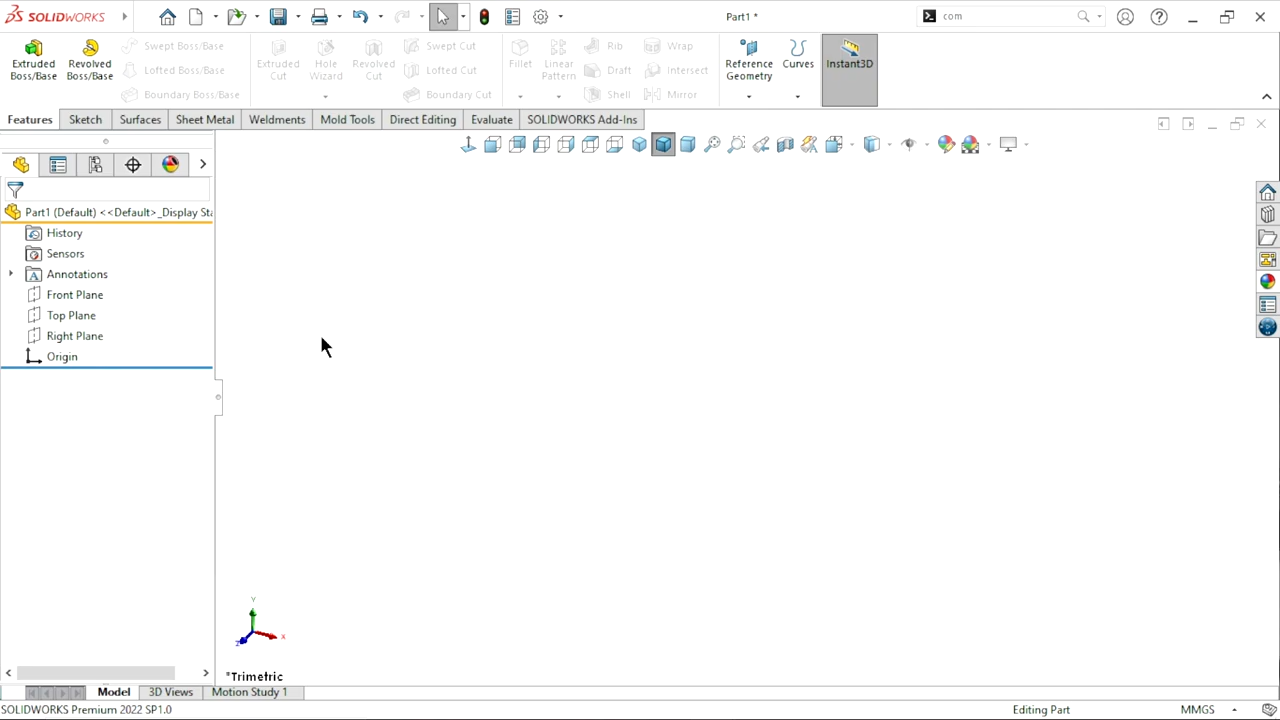 SOLIDWORKS
Part1 *
com
Extruded Boss/Base
Revolved Boss/Base
Swept Boss/Base
Lofted Boss/Base
Boundary Boss/Base
Extruded Cut
Hole Wizard
Revolved Cut
Swept Cut
Lofted Cut
Boundary Cut
Fillet
Linear Pattern
Rib
Draft
Shell
Wrap
Intersect
Mirror
Reference Geometry
Curves
Instant3D
Features
Sketch
Surfaces
Sheet Metal
Weldments
Mold Tools
Direct Editing
Evaluate
SOLIDWORKS Add-Ins
Part1 (Default) <<Default>_Display Sta
History
Sensors
Annotations
Front Plane
Top Plane
Right Plane
Origin
Y
X
Z
*Trimetric
Model
3D Views
Motion Study 1
SOLIDWORKS Premium 2022 SP1.0
Editing Part
MMGS